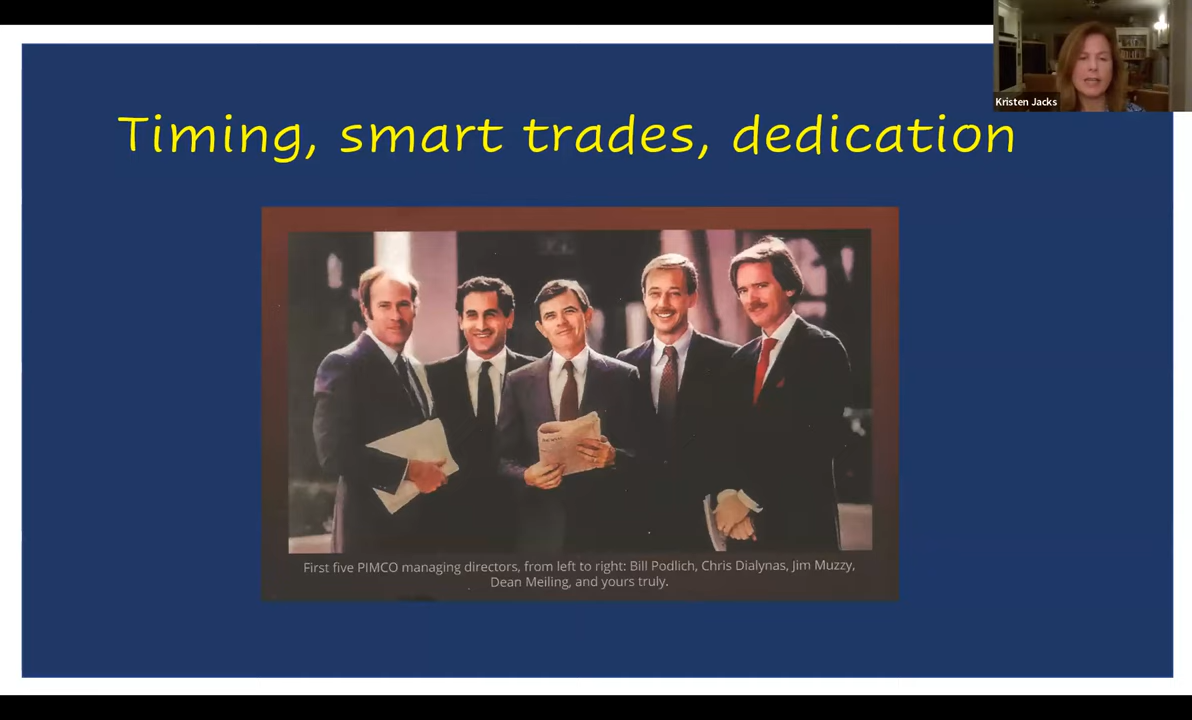 Kristen Jacks
Timing, smart trades, dedication
First five PIMCO managing directors, from left to right: Bill Podlich, Chris Dialynas, Jim Muzzy,
Dean Meiling, and yours truly.